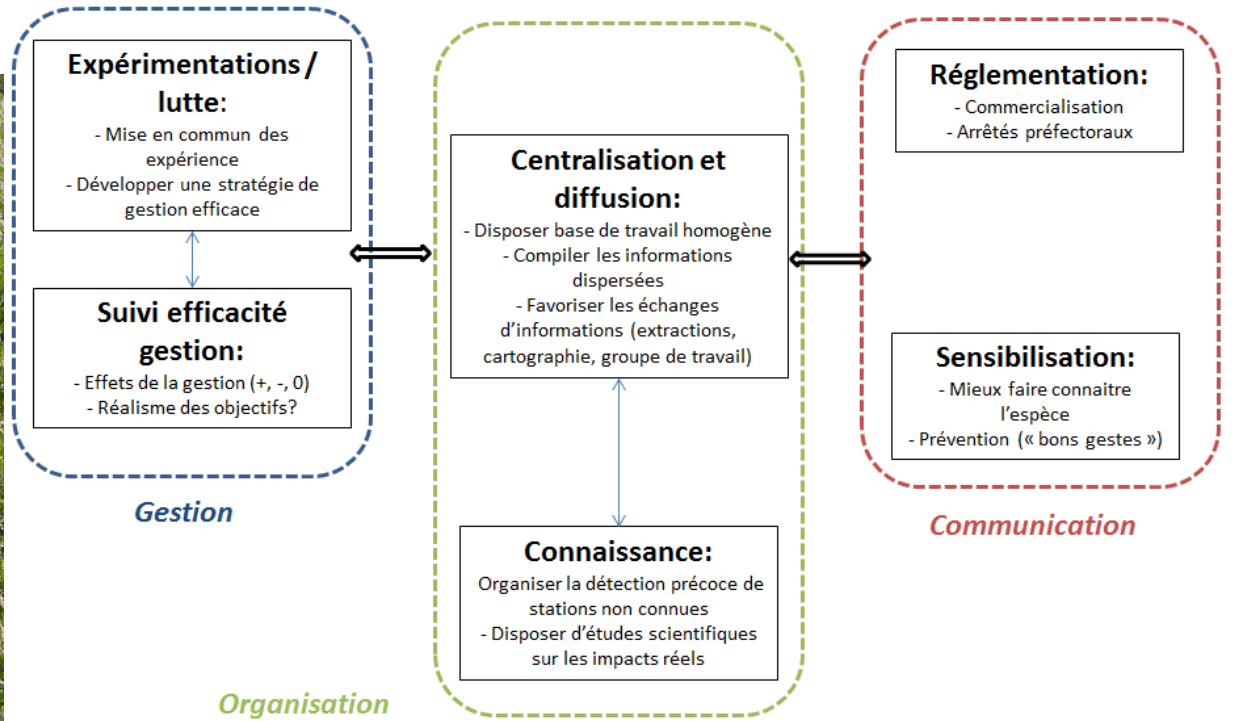 Expérimentations /
lutte:
- Mise en commun des
expérience
- Développer une stratégie de
gestion efficace
Suivi efficacité
gestion:
- Effets de la gestion (+, -, 0)
- Réalisme des objectifs?
Gestion
Centralisation et
diffusion:
- Disposer base de travail homogène
- Compiler les informations
dispersées
- Favoriser les échanges
d'informations (extractions,
cartographie, groupe de travail)
Connaissance:
Organiser la détection précoce de
stations non connues
- Disposer d'études scientifiques
sur les impacts réels
Organisation
Réglementation:
- Commercialisation
- Arrêtés préfectoraux
Sensibilisation:
- Mieux faire connaitre
l'espèce
- Prévention (« bons gestes »)
Communication